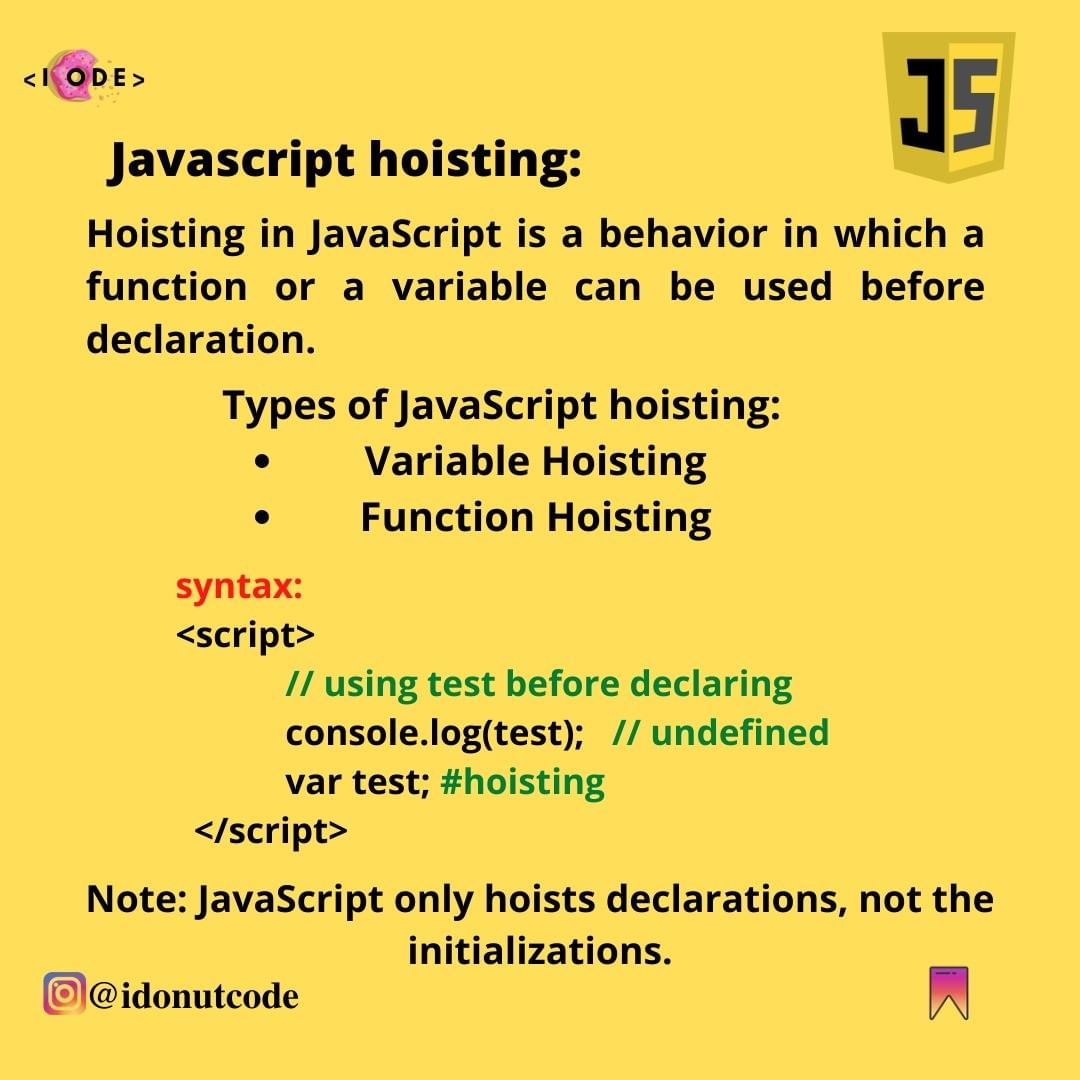 <I ODE>
JS
Javascript hoisting:
Hoisting in JavaScript is a behavior in which a
function or a variable can be used before
declaration.
Types of JavaScript hoisting:
• Variable Hoisting
• Function Hoisting
syntax:
<script>
// using test before declaring
console.log(test); // undefined
var test; #hoisting
</script>
Note: JavaScript only hoists declarations, not the
initializations.
@idonutcode